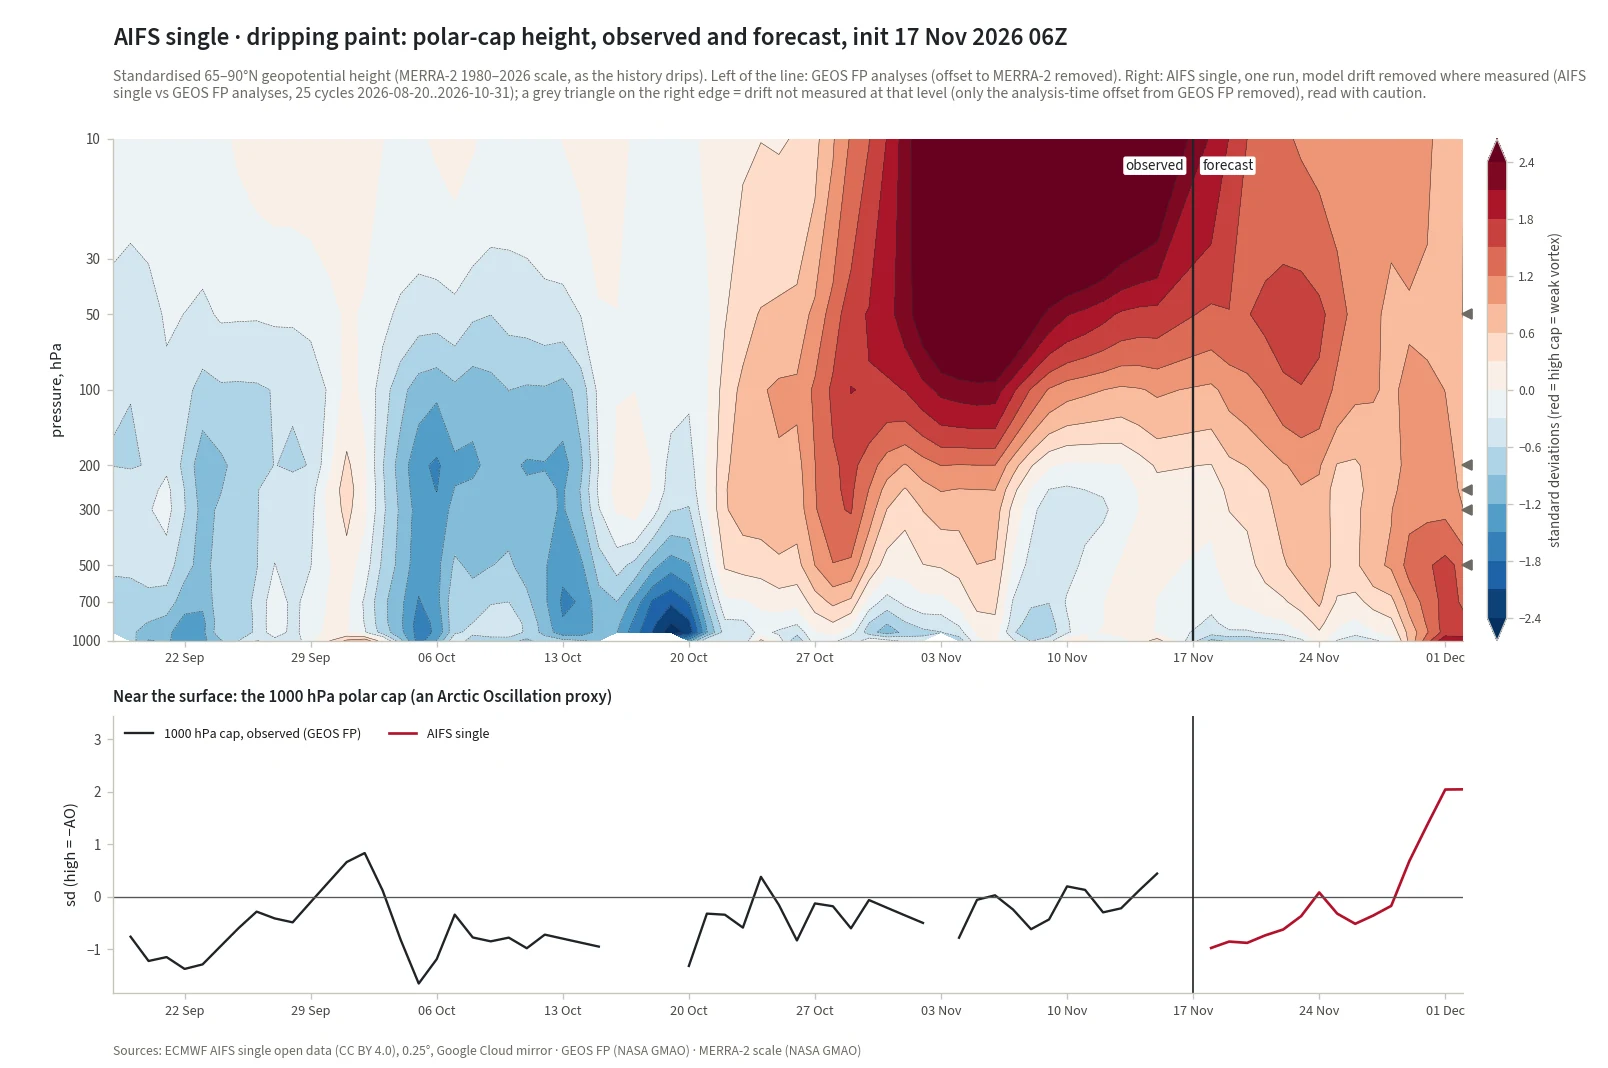 AIFS single · dripping paint: polar-cap height, observed and forecast, init 17 Nov 2026 06Z
Standardised 65–90°N geopotential height (MERRA-2 1980–2026 scale, as the history drips). Left of the line: GEOS FP analyses (offset to MERRA-2 removed). Right: AIFS single, one run, model drift removed where measured (AIFS
single vs GEOS FP analyses, 25 cycles 2026-08-20..2026-10-31); a grey triangle on the right edge = drift not measured at that level (only the analysis-time offset from GEOS FP removed), read with caution.
pressure, hPa
10
30
50
100
200
300
500
700
1000
observed
forecast
22 Sep
29 Sep
06 Oct
13 Oct
20 Oct
27 Oct
03 Nov
10 Nov
17 Nov
24 Nov
01 Dec
2.4
1.8
1.2
0.6
0.0
−0.6
−1.2
−1.8
−2.4
standard deviations (red = high cap = weak vortex)
Near the surface: the 1000 hPa polar cap (an Arctic Oscillation proxy)
1000 hPa cap, observed (GEOS FP)
AIFS single
sd (high = −AO)
3
2
1
0
−1
22 Sep
29 Sep
06 Oct
13 Oct
20 Oct
27 Oct
03 Nov
10 Nov
17 Nov
24 Nov
01 Dec
Sources: ECMWF AIFS single open data (CC BY 4.0), 0.25°, Google Cloud mirror · GEOS FP (NASA GMAO) · MERRA-2 scale (NASA GMAO)